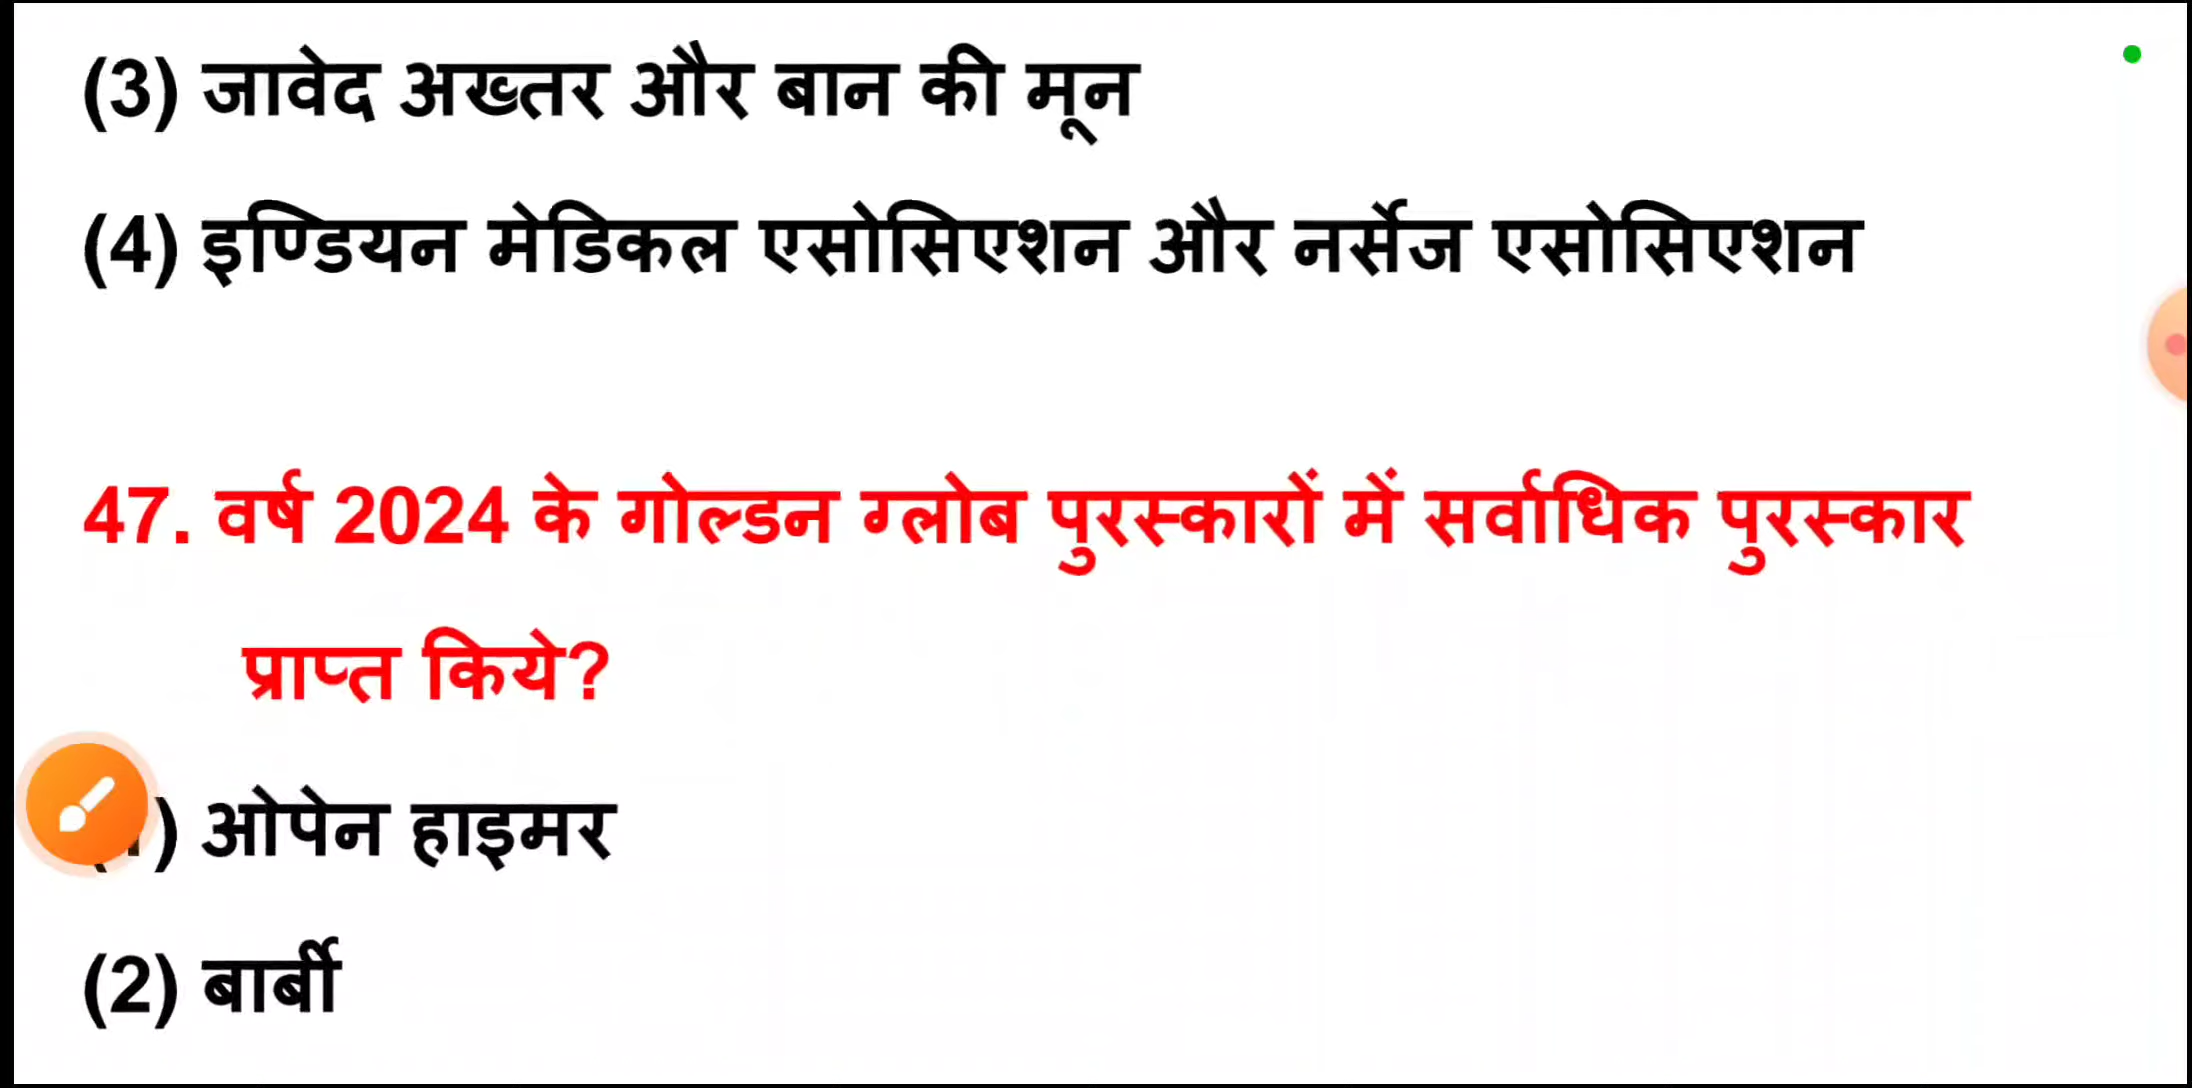 (3) जावेद अख्तर और बान की मून
(4) इण्डियन मेडिकल एसोसिएशन और नर्सेज एसोसिएशन
47. वर्ष 2024 के गोल्डन ग्लोब पुरस्कारों में सर्वाधिक पुरस्कार
प्राप्त किये?
) ओपेन हाइमर
(2) बार्बी